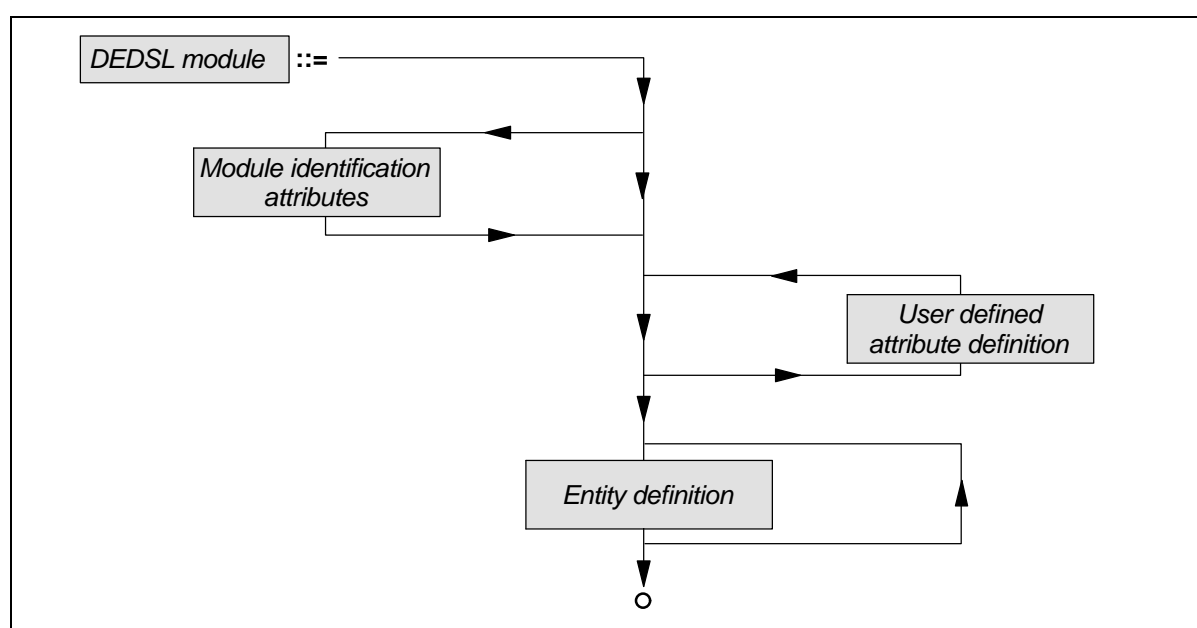 DEDSL module ::=
Module identification
attributes
User defined
attribute definition
Entity definition